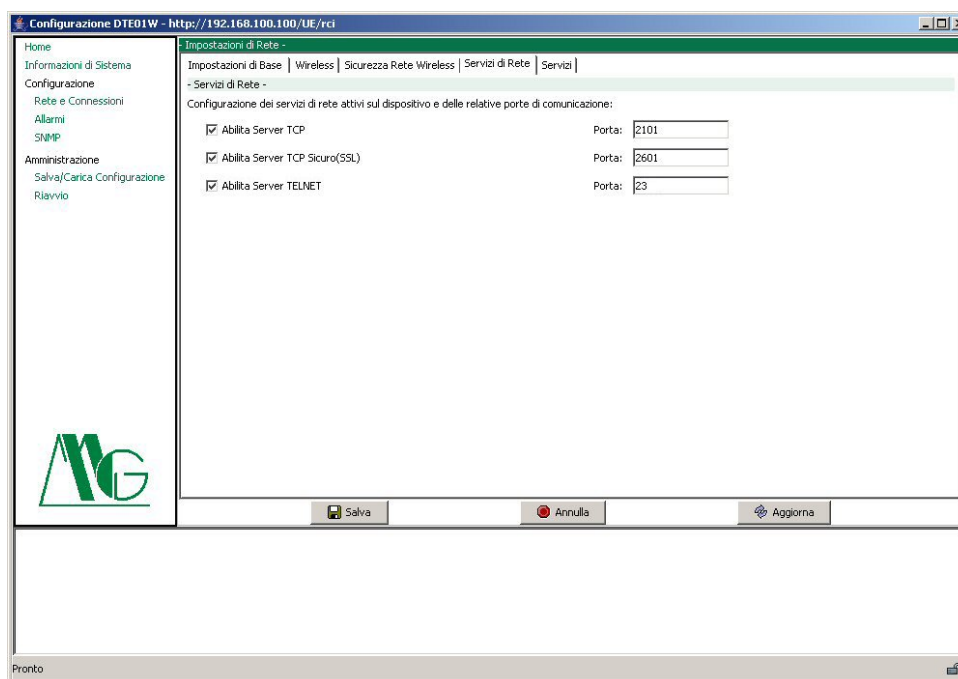 Configurazione DTE01W - http://192.168.100.100/UE/rci
Home
Informazioni di Sistema
Configurazione
Rete e Connessioni
Allarmi
SNMP
Amministrazione
Salva/Carica Configurazione
Riavvio
MG
- Impostazioni di Rete -
Impostazioni di Base | Wireless | Sicurezza Rete Wireless | Servizi di Rete | Servizi |
- Servizi di Rete -
Configurazione dei servizi di rete attivi sul dispositivo e delle relative porte di comunicazione:
Abilita Server TCP Porta: 2101
Abilita Server TCP Sicuro(SSL) Porta: 2601
Abilita Server TELNET Porta: 23
Salva Annulla Aggiorna
Pronto